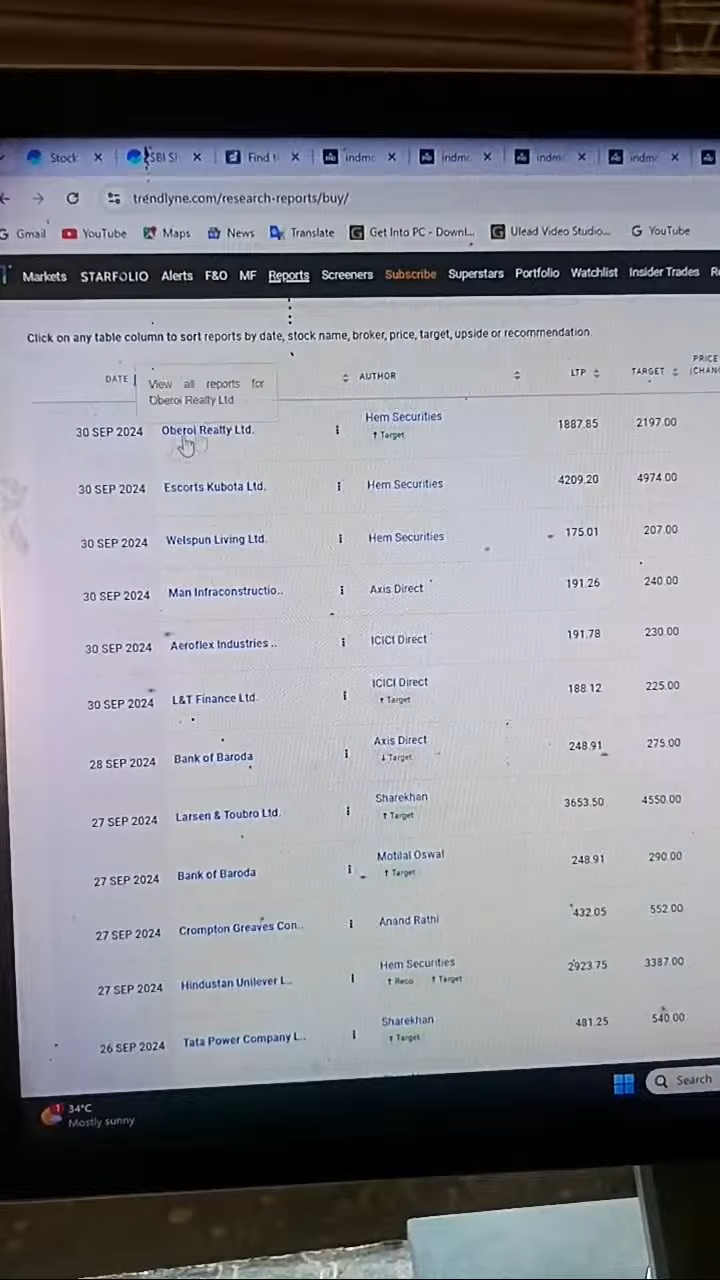 Stock
SBI SI
Find t
indm
indm
indm
indm
trendlyne.com/research-reports/buy/
Gmail YouTube Maps News Translate Get Into PC - Downl... Ulead Video Studio... YouTube
Markets STARFOLIO Alerts F&O MF Reports Screeners Subscribe Superstars Portfolio Watchlist Insider Trades
Click on any table column to sort reports by date, stock name, broker, price, target, upside or recommendation.
DATE AUTHOR LTP TARGET PRICE
View all reports for
Oberoi Realty Ltd
30 SEP 2024 Oberoi Realty Ltd. Hem Securities 1887.85 2197.00
↑ Target
30 SEP 2024 Escorts Kubota Ltd. Hem Securities 4209.20 4974.00
30 SEP 2024 Welspun Living Ltd. Hem Securities 175.01 207.00
30 SEP 2024 Man Infraconstructio.. Axis Direct 191.26 240.00
30 SEP 2024 Aeroflex Industries .. ICICI Direct 191.78 230.00
30 SEP 2024 L&T Finance Ltd. ICICI Direct 188.12 225.00
↑ Target
28 SEP 2024 Bank of Baroda Axis Direct 248.91 275.00
↓ Target
27 SEP 2024 Larsen & Toubro Ltd. Sharekhan 3653.50 4550.00
↑ Target
27 SEP 2024 Bank of Baroda Motilal Oswal 248.91 290.00
↑ Target
27 SEP 2024 Crompton Greaves Con.. Anand Rathi 432.05 552.00
27 SEP 2024 Hindustan Unilever L.. Hem Securities 2923.75 3387.00
↑ Reco ↑ Target
26 SEP 2024 Tata Power Company L.. Sharekhan 481.25 540.00
↑ Target
1
34°C
Mostly sunny
Search